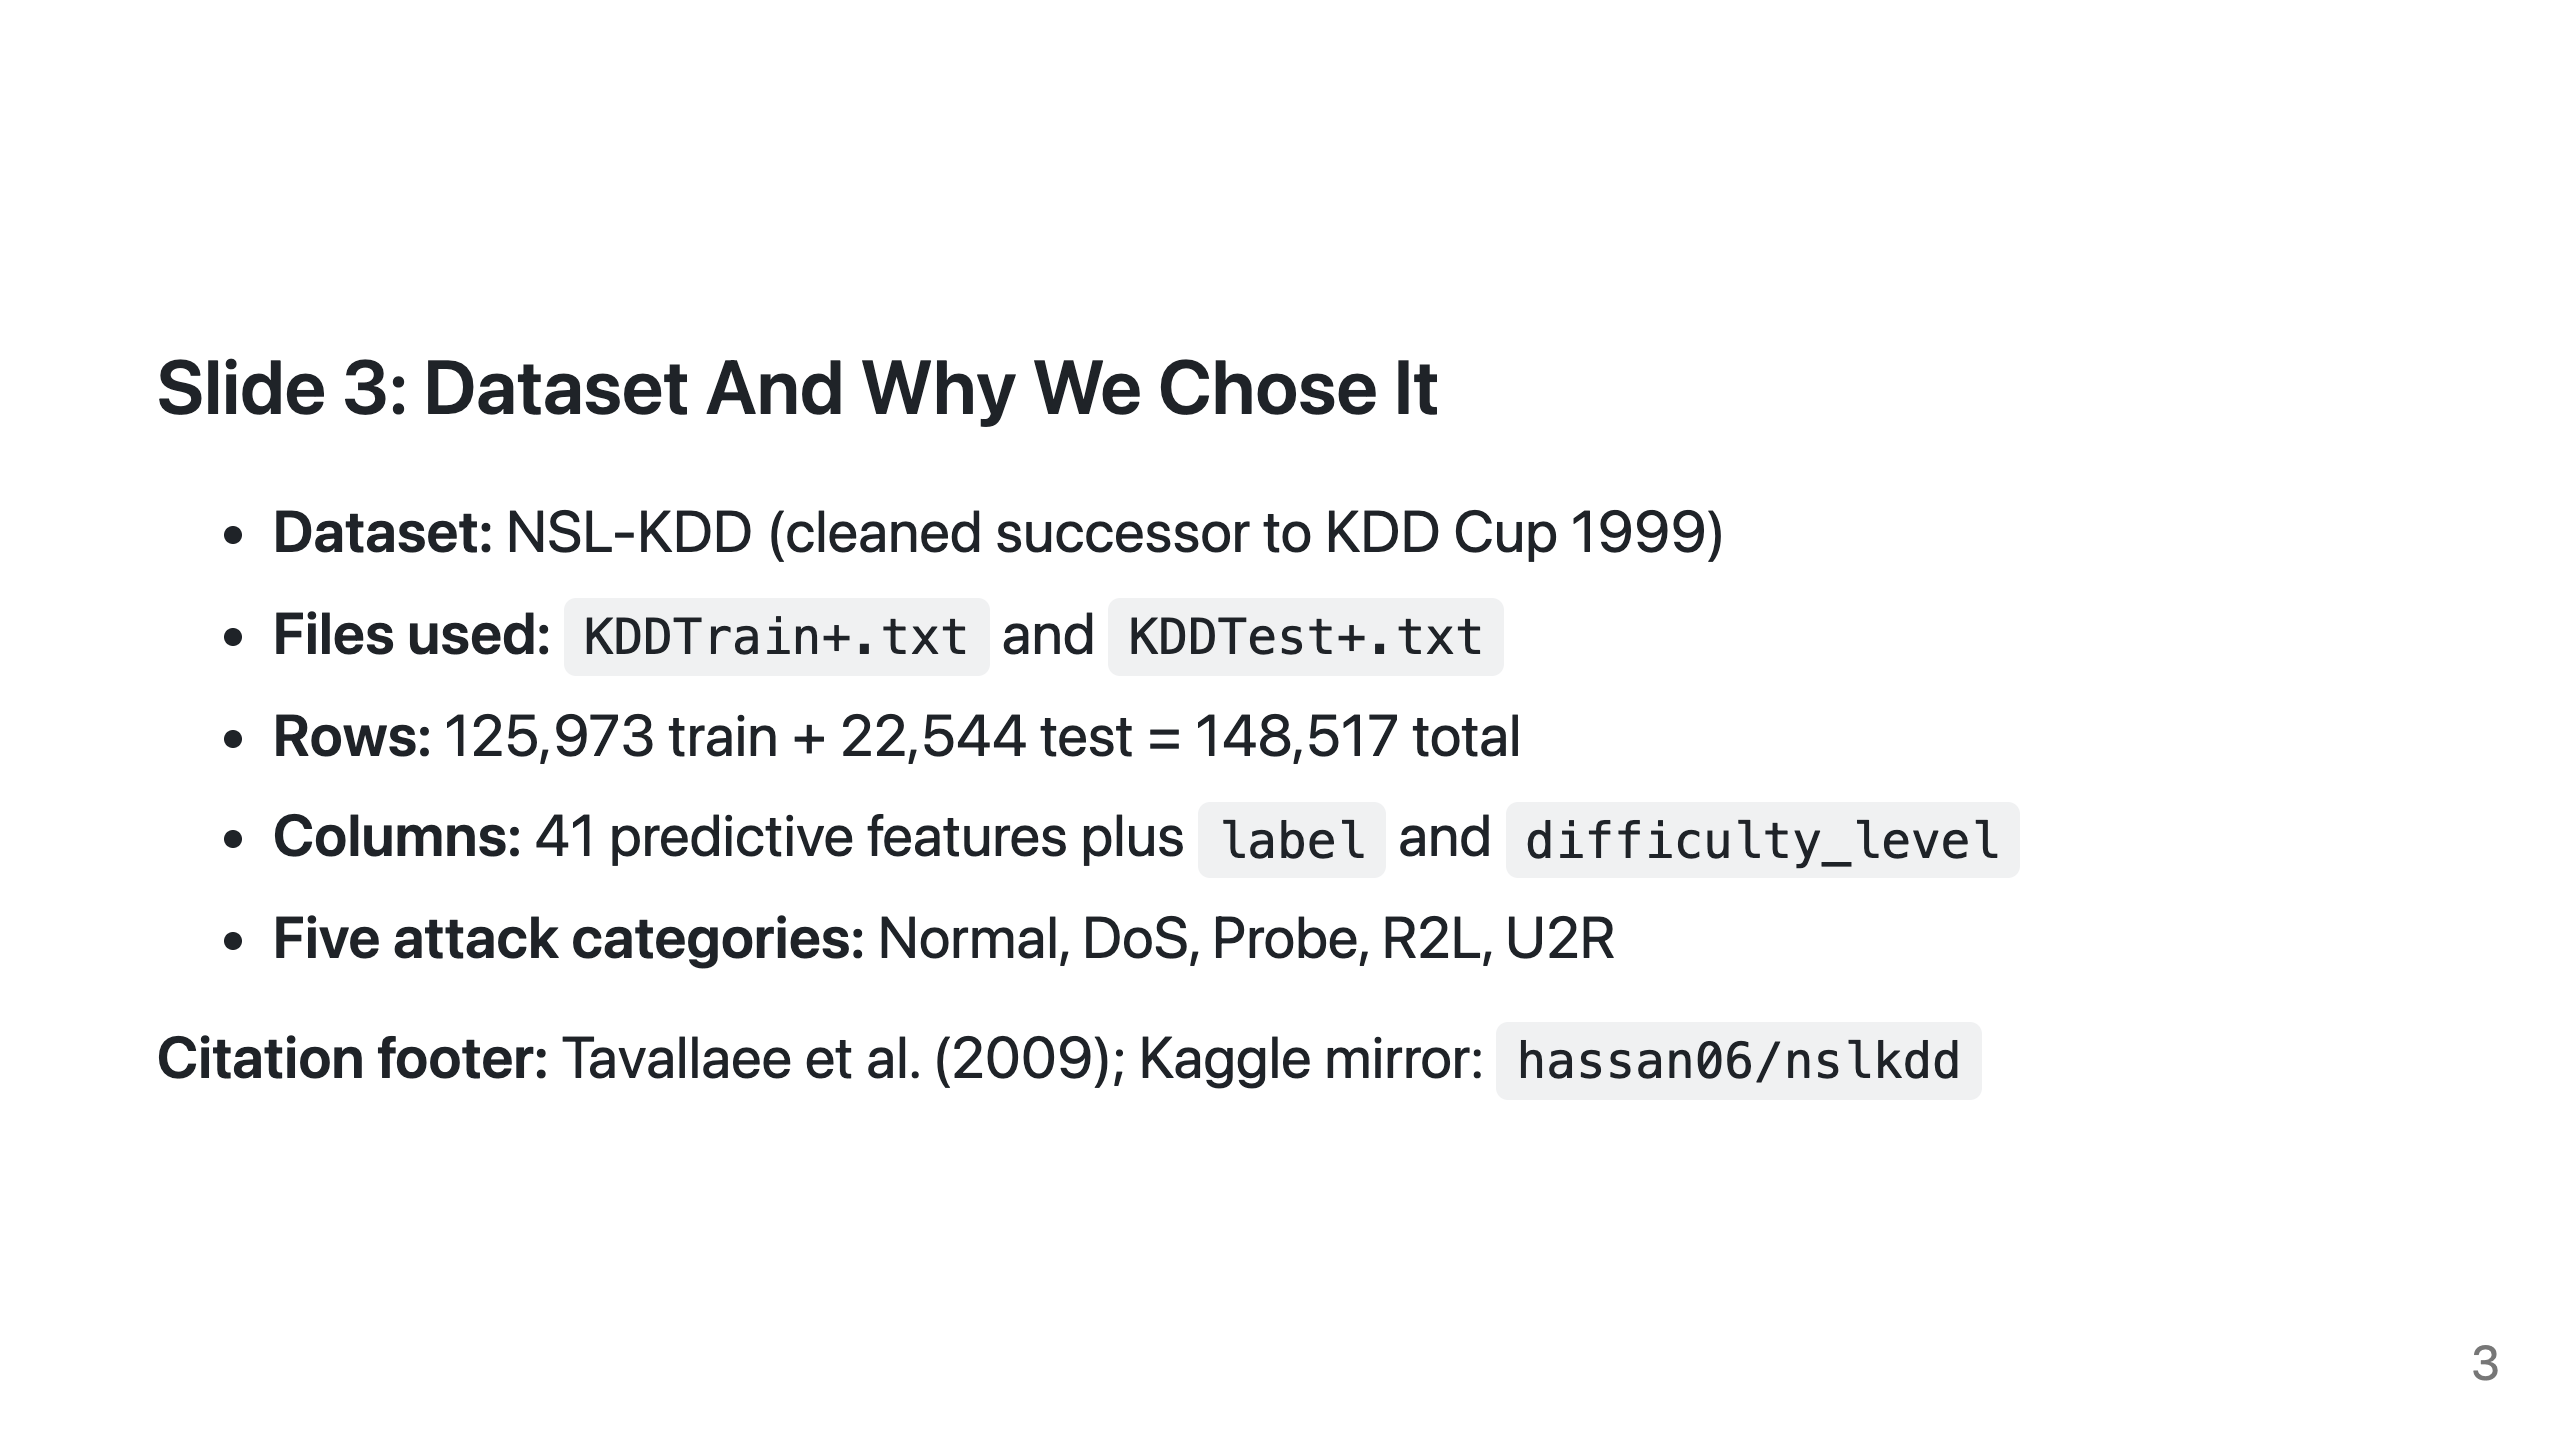 Slide 3: Dataset And Why We Chose It
• Dataset: NSL-KDD (cleaned successor to KDD Cup 1999)
• Files used: KDDTrain+.txt and KDDTest+.txt
• Rows: 125,973 train + 22,544 test = 148,517 total
• Columns: 41 predictive features plus label and difficulty_level
• Five attack categories: Normal, DoS, Probe, R2L, U2R
Citation footer: Tavallaee et al. (2009); Kaggle mirror: hassan06/nslkdd
3